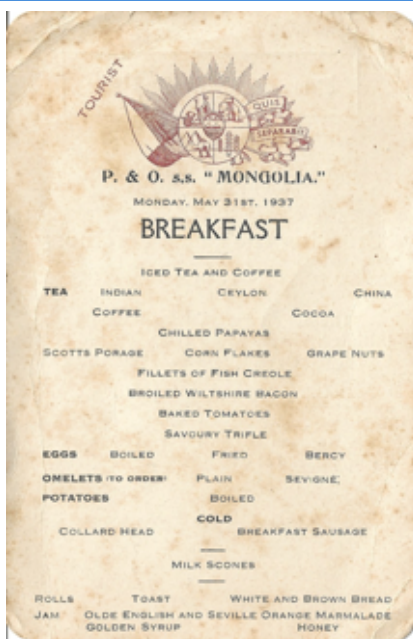 TOURIST
QUIS
SEPARABIT
P. & O. s.s. "MONGOLIA."
MONDAY, MAY 31ST. 1937
BREAKFAST
ICED TEA AND COFFEE
TEA INDIAN CEYLON CHINA
COFFEE COCOA
CHILLED PAPAYAS
SCOTTS PORAGE CORN FLAKES GRAPE NUTS
FILLETS OF FISH CREOLE
BROILED WILTSHIRE BACON
BAKED TOMATOES
SAVOURY TRIFLE
EGGS BOILED FRIED BERCY
OMELETS (TO ORDER) PLAIN SEVIGNE
POTATOES BOILED
COLD
COLLARD HEAD BREAKFAST SAUSAGE
MILK SCONES
ROLLS TOAST WHITE AND BROWN BREAD
JAM OLDE ENGLISH AND SEVILLE ORANGE MARMALADE
GOLDEN SYRUP HONEY